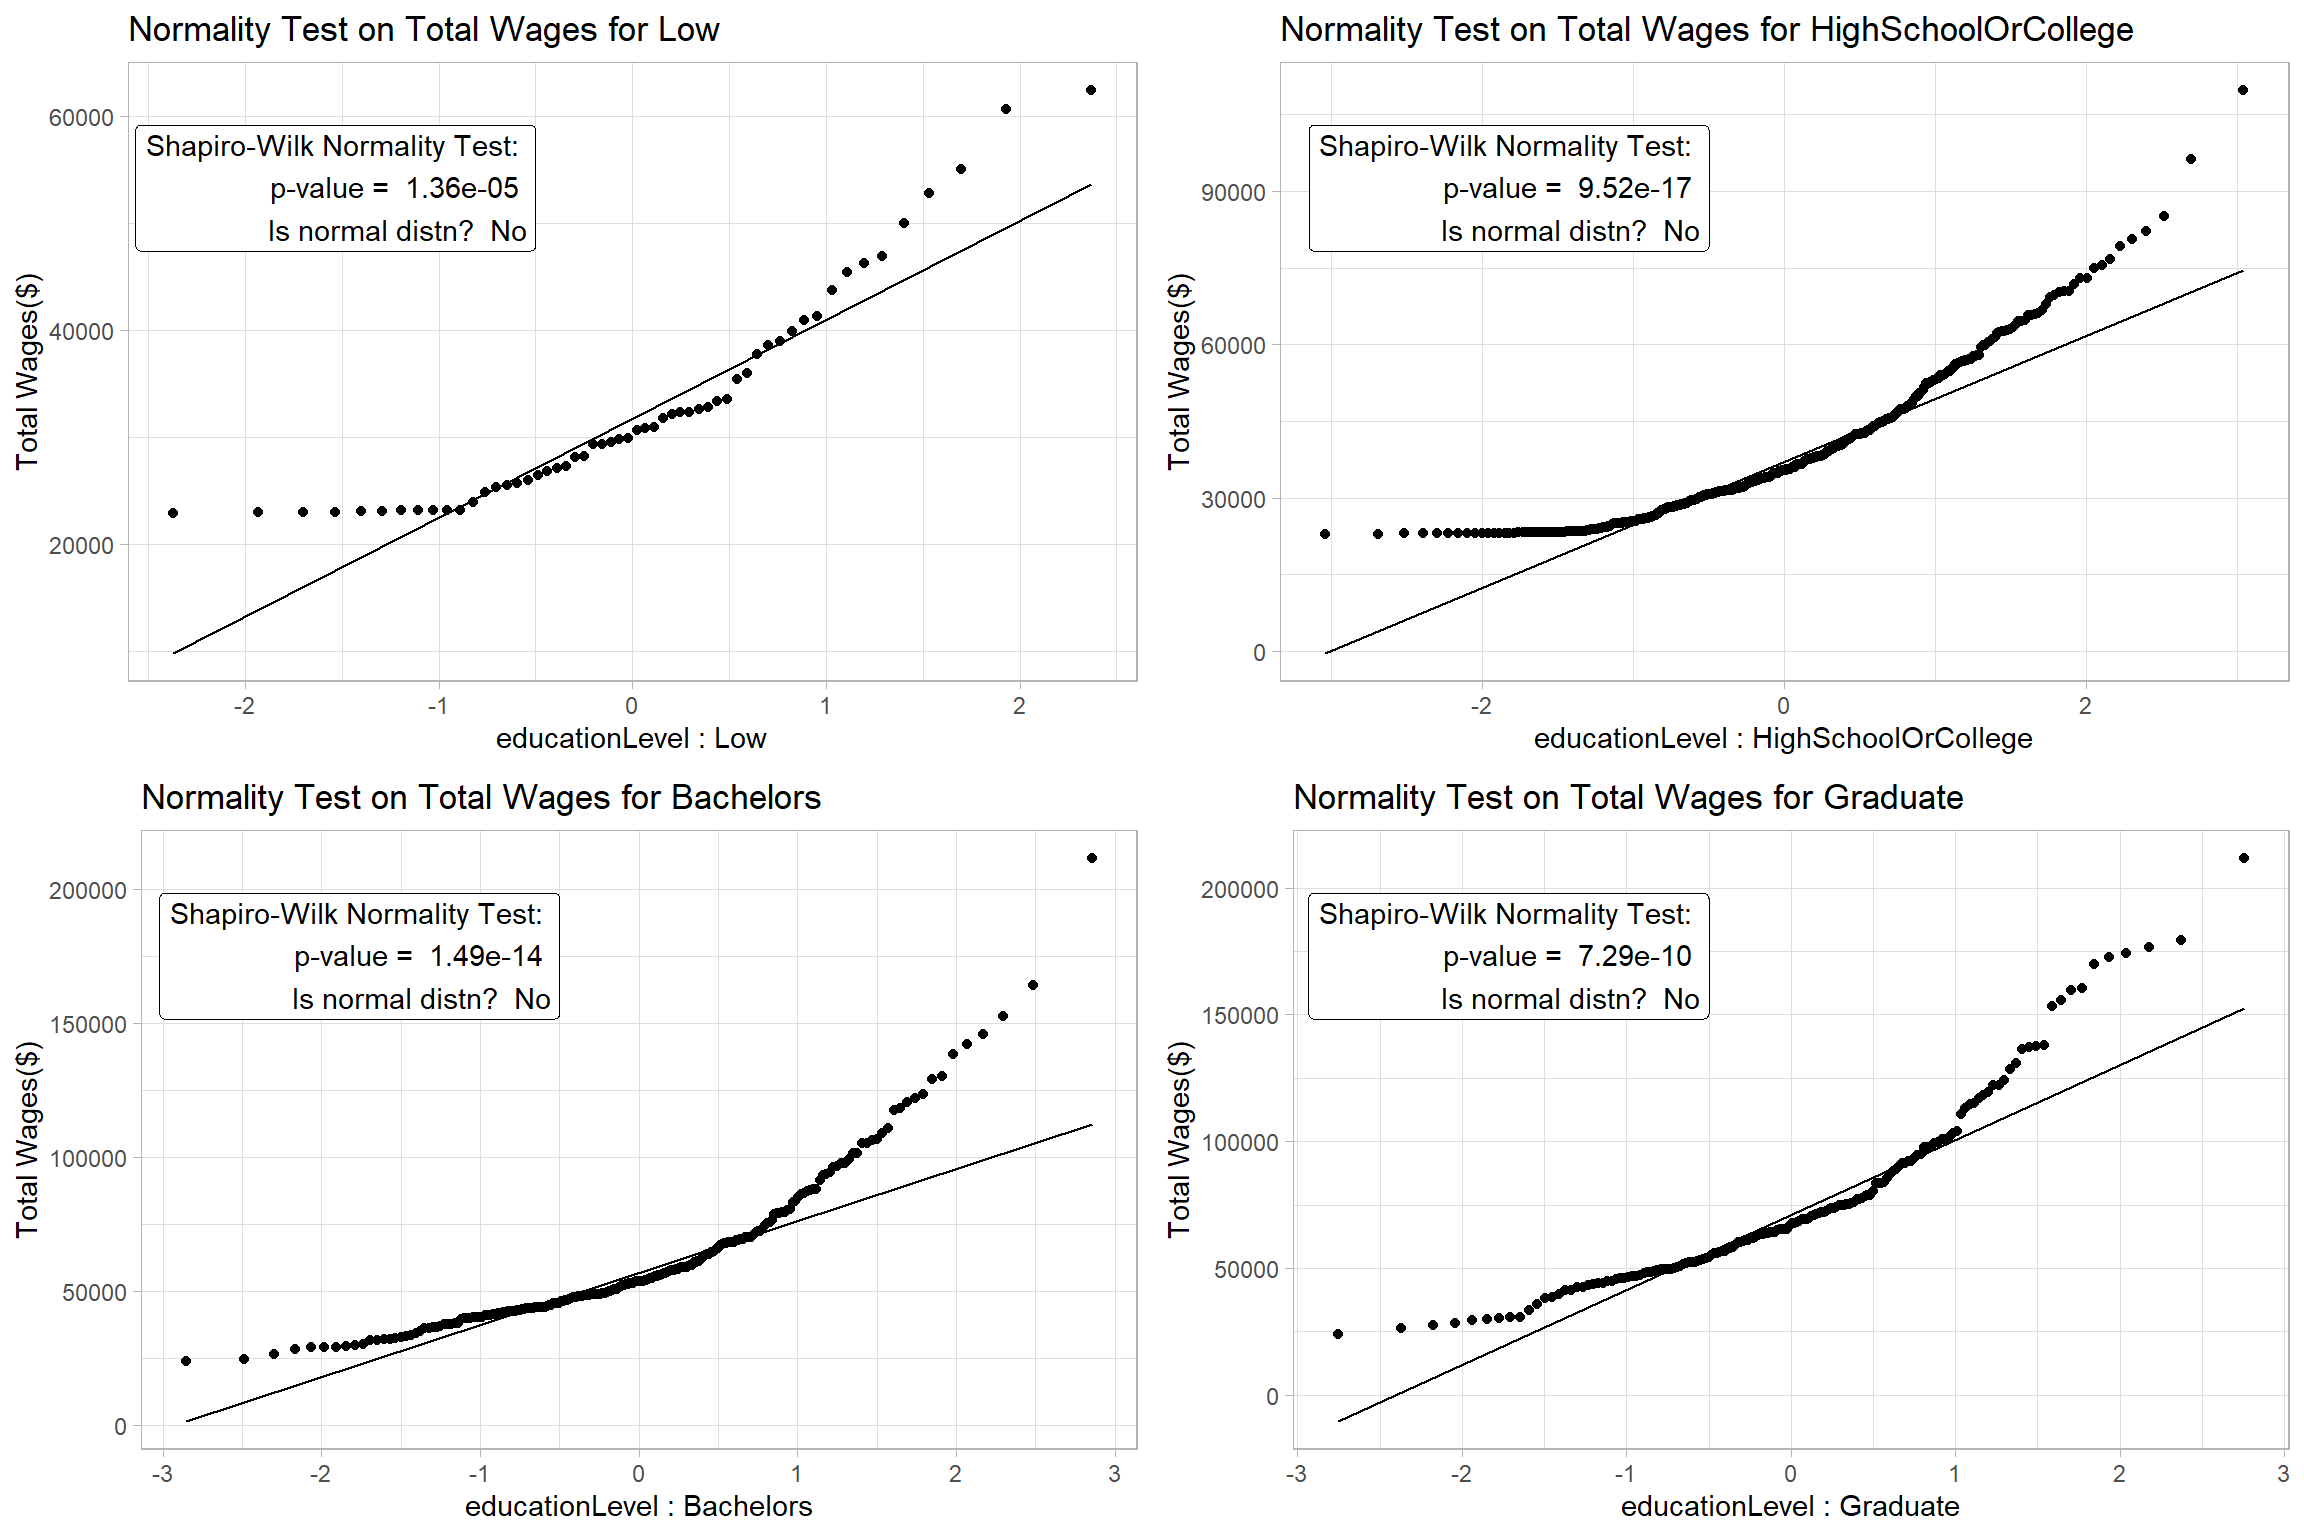 Normality Test on Total Wages for Low
Total Wages($)
60000
40000
20000
Shapiro-Wilk Normality Test:
p-value = 1.36e-05
Is normal distn? No
-2 -1 0 1 2
educationLevel : Low
Normality Test on Total Wages for HighSchoolOrCollege
Total Wages($)
90000
60000
30000
0
Shapiro-Wilk Normality Test:
p-value = 9.52e-17
Is normal distn? No
-2 0 2
educationLevel : HighSchoolOrCollege
Normality Test on Total Wages for Bachelors
Total Wages($)
200000
150000
100000
50000
0
Shapiro-Wilk Normality Test:
p-value = 1.49e-14
Is normal distn? No
-3 -2 -1 0 1 2 3
educationLevel : Bachelors
Normality Test on Total Wages for Graduate
Total Wages($)
200000
150000
100000
50000
0
Shapiro-Wilk Normality Test:
p-value = 7.29e-10
Is normal distn? No
-3 -2 -1 0 1 2 3
educationLevel : Graduate